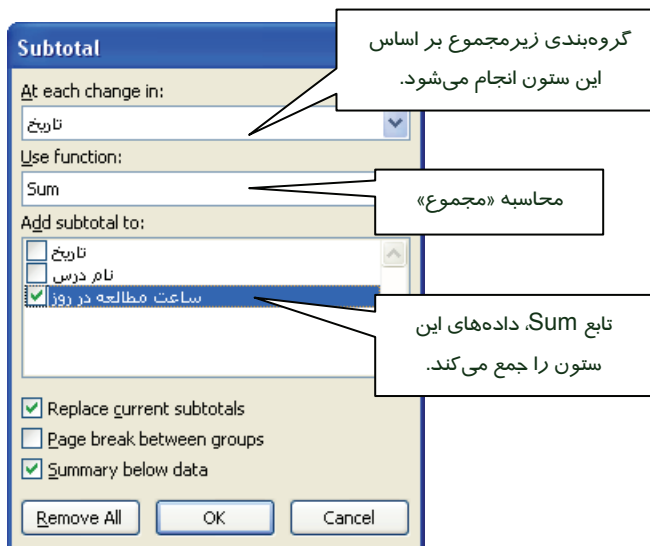 Subtotal
گروه‌بندی زیرمجموع بر اساس
این ستون انجام می‌شود.
At each change in:
تاریخ
Use function:
Sum
محاسبه «مجموع»
Add subtotal to:
تاریخ
نام درس
ساعت مطالعه در روز
تابع Sum، داده‌های این
ستون را جمع می‌کند.
Replace current subtotals
Page break between groups
Summary below data
Remove All
OK
Cancel